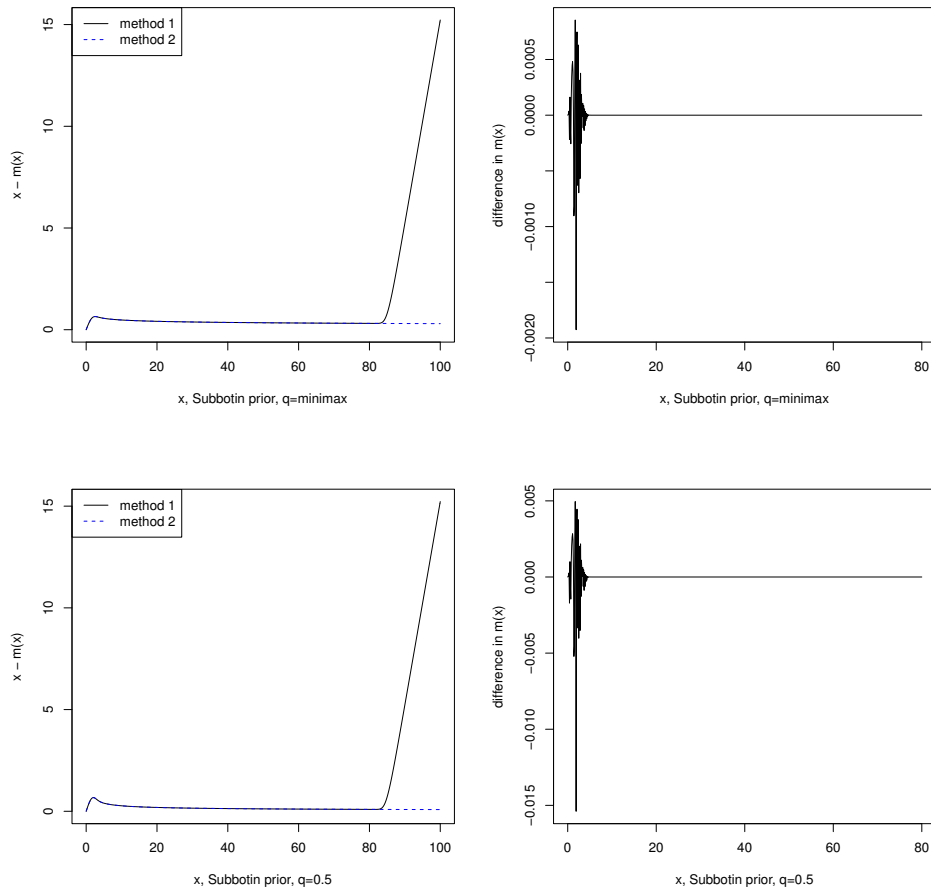 method 1
method 2
15
10
5
0
x − m(x)
0 20 40 60 80 100
x, Subbotin prior, q=minimax
0.0005
0.0000
−0.0010
−0.0020
difference in m(x)
0 20 40 60 80
x, Subbotin prior, q=minimax
method 1
method 2
15
10
5
0
x − m(x)
0 20 40 60 80 100
x, Subbotin prior, q=0.5
0.005
0.000
−0.005
−0.010
−0.015
difference in m(x)
0 20 40 60 80
x, Subbotin prior, q=0.5